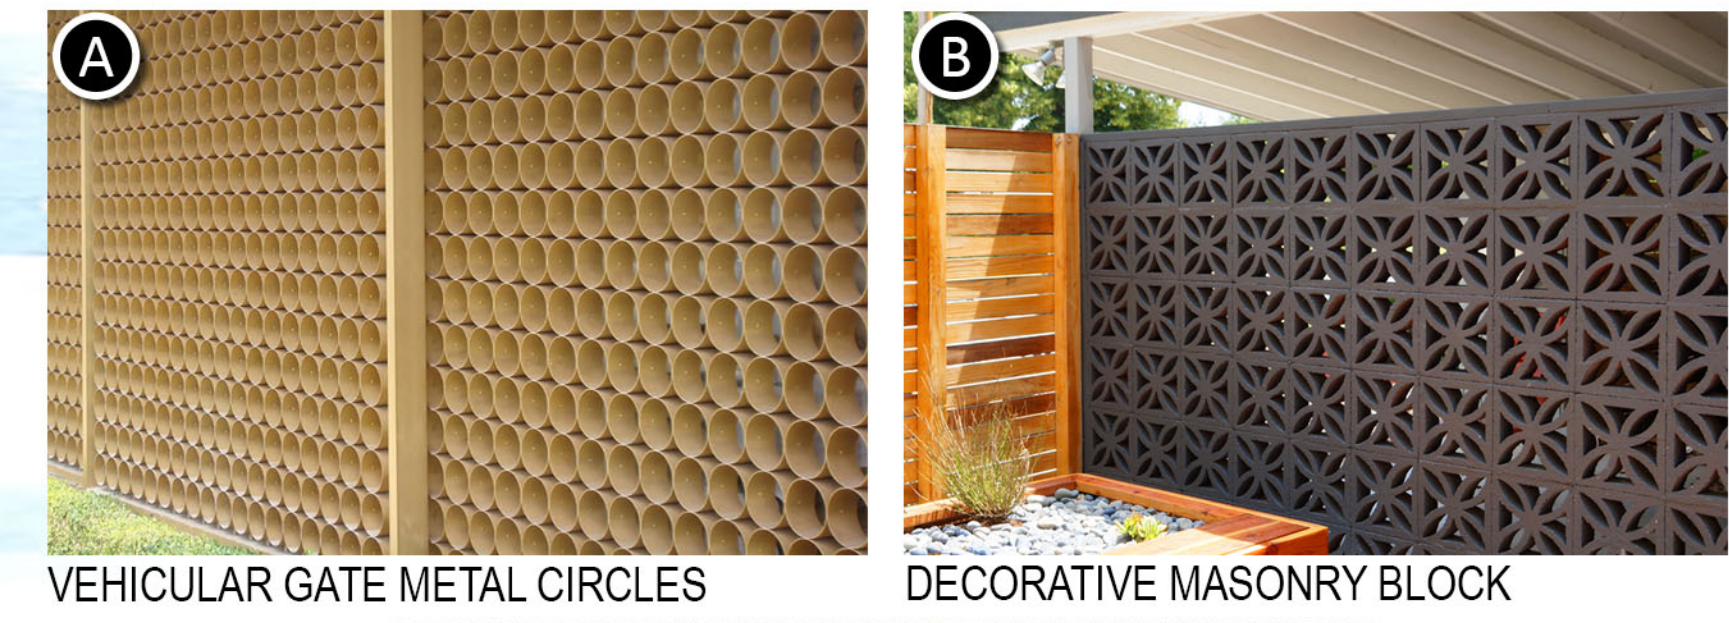 A
B
VEHICULAR GATE METAL CIRCLES
DECORATIVE MASONRY BLOCK